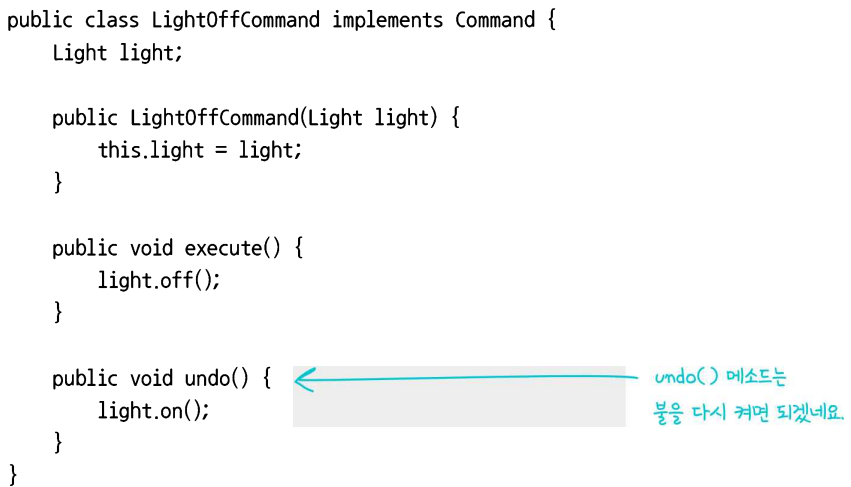 public class LightOffCommand implements Command {
    Light light;

    public LightOffCommand(Light light) {
        this.light = light;
    }

    public void execute() {
        light.off();
    }

    public void undo() {
        light.on();
    }
}
undo() 메소드는
불을 다시 켜면 되겠네요.